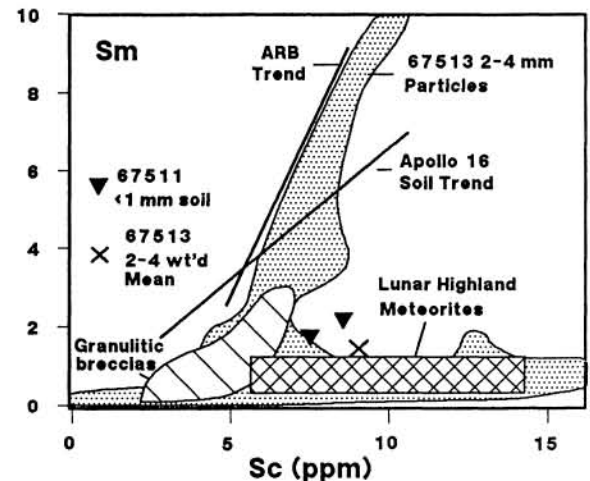 10
Sm
ARB
Trend
67513 2-4 mm
Particles
8
6
67511
<1 mm soil
Apollo 16
Soil Trend
4
67513
2-4 wt'd
Mean
Lunar Highland
Meteorites
2
Granulitic
breccias
0
0
5
10
15
Sc (ppm)